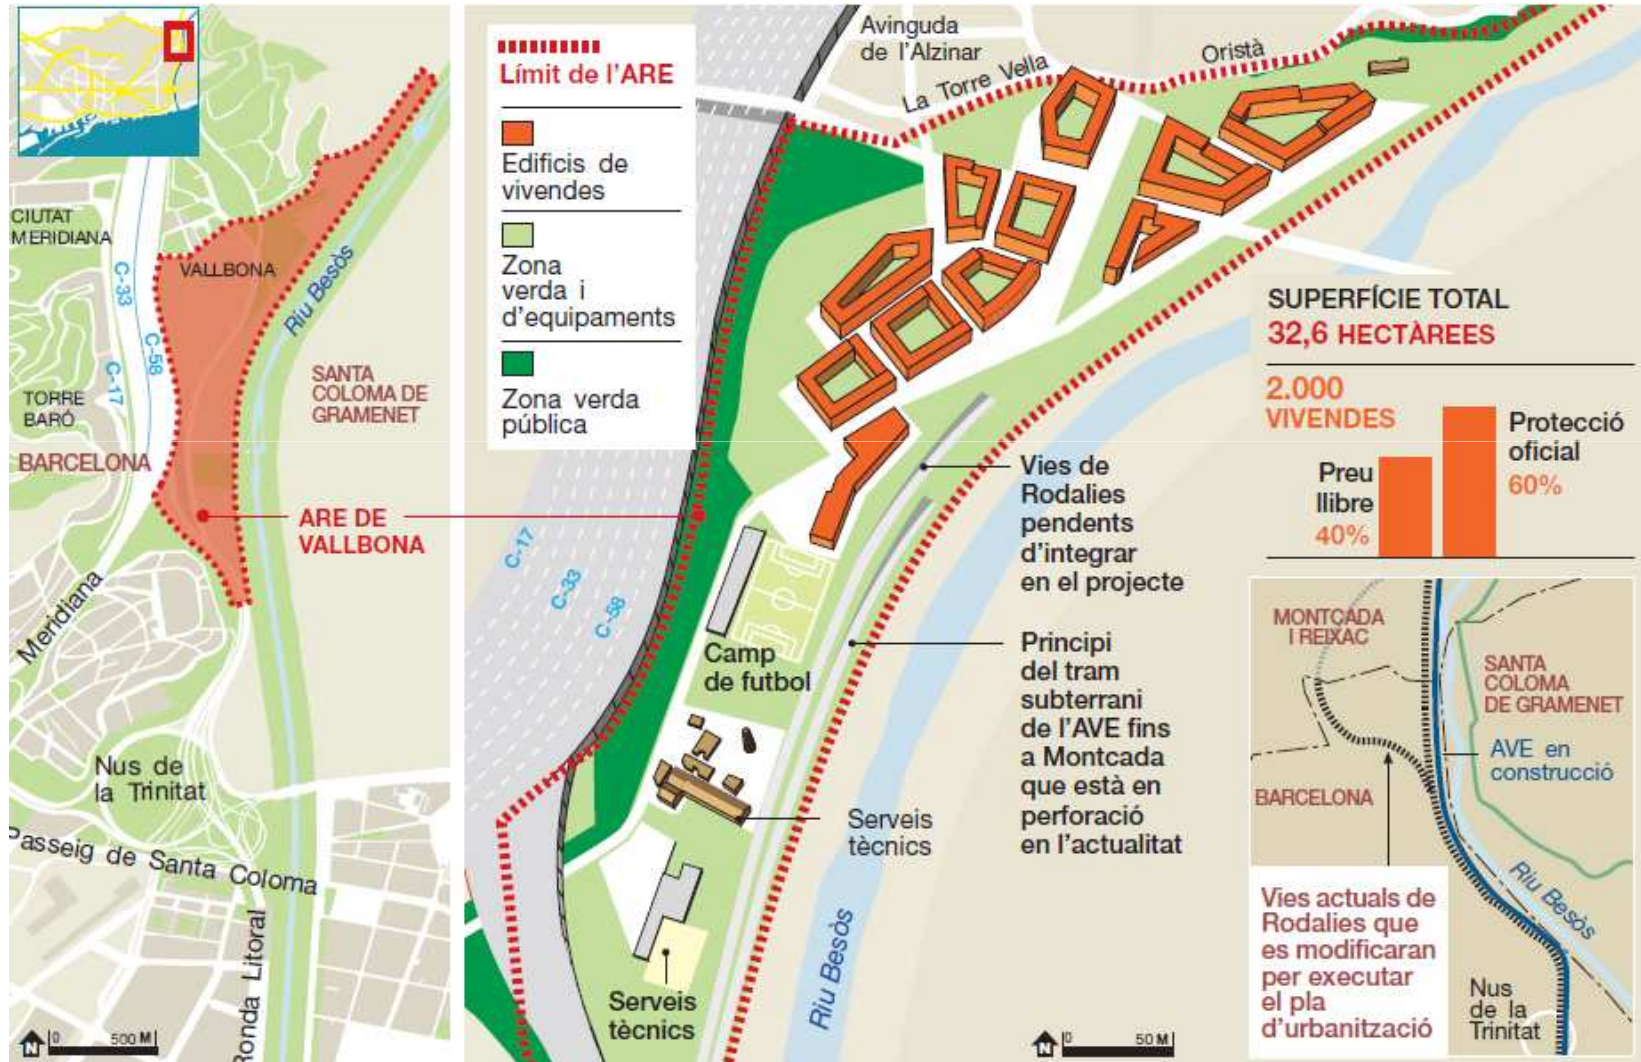 CIUTAT
MERIDIANA
C-33
C-58
C-17
VALLBONA
Riu Besòs
TORRE
BARÓ
SANTA
COLOMA DE
GRAMENET
BARCELONA
ARE DE
VALLBONA
Meridiana
Nus de
la Trinitat
Passeig de Santa Coloma
Ronda Litoral
N
0 500 M
Límit de l'ARE
Edificis de
vivendes
Zona
verda i
d'equipaments
Zona verda
pública
Avinguda
de l'Alzinar
La Torre Vella
Oristà
C-17
C-33
C-58
Camp
de futbol
Vies de
Rodalies
pendents
d'integrar
en el projecte
Principi
del tram
subterrani
de l'AVE fins
a Montcada
que està en
perforació
en l'actualitat
Serveis
tècnics
Serveis
tècnics
Riu Besòs
N
0 50 M
SUPERFÍCIE TOTAL
32,6 HECTÀREES
2.000
VIVENDES
Preu
lliure
40%
Protecció
oficial
60%
MONTCADA
I REIXAC
SANTA
COLOMA
DE GRAMENET
AVE en
construcció
BARCELONA
Riu Besòs
Vies actuals de
Rodalies que
es modificaran
per executar
el pla
d'urbanització
Nus
de la
Trinitat